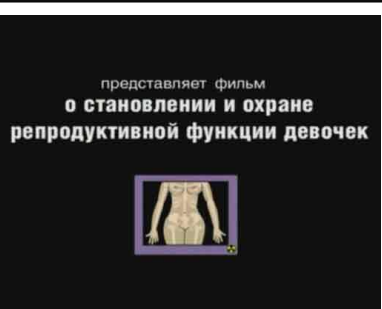 представляет фильм
о становлении и охране
репродуктивной функции девочек